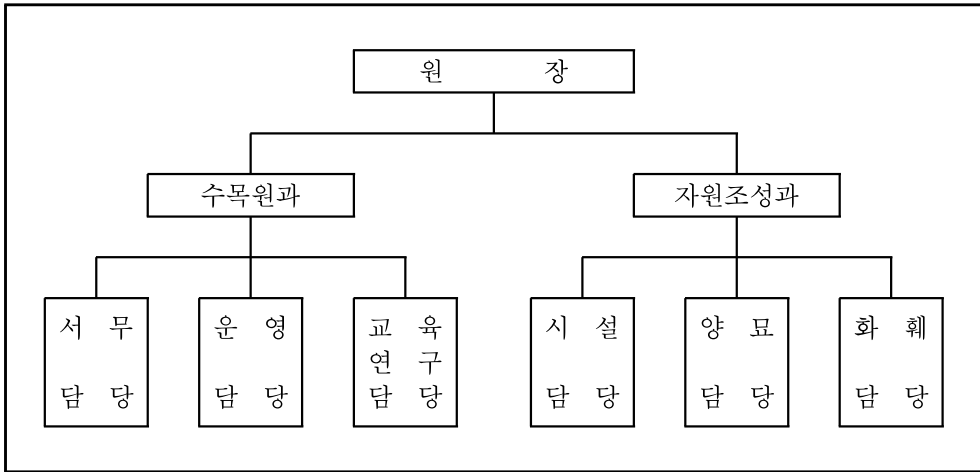 원 장
수목원과 자원조성과
서 무 운 영 교 육 시 설 양 묘 화 훼
연 구
담 당 담 당 담 당 담 당 담 당 담 당